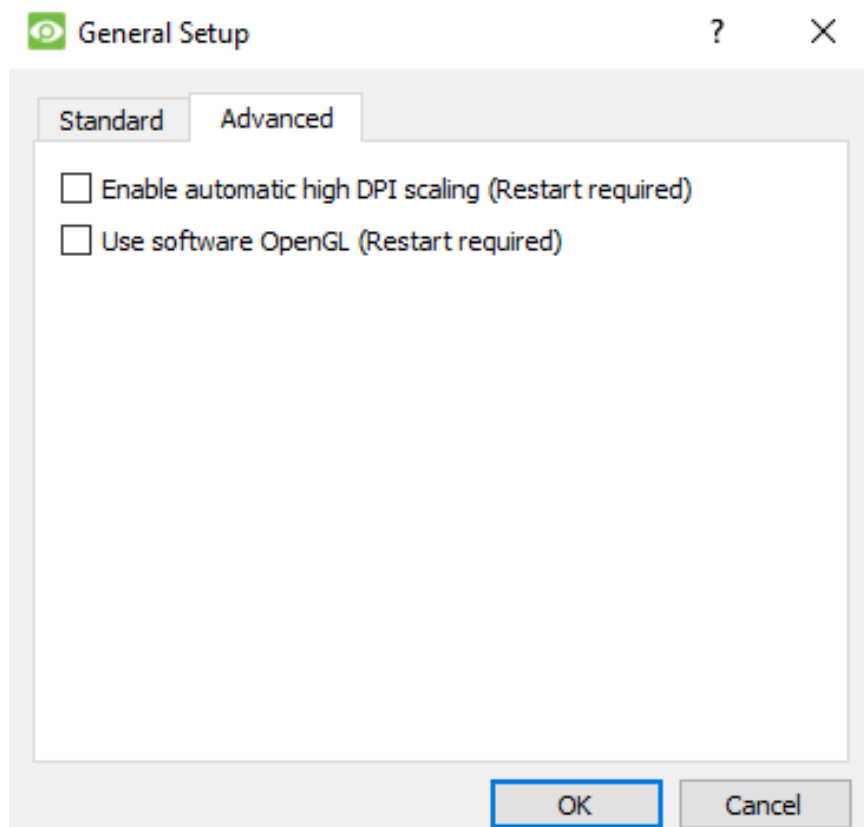 General Setup
?
Standard
Advanced
Enable automatic high DPI scaling (Restart required)
Use software OpenGL (Restart required)
OK
Cancel